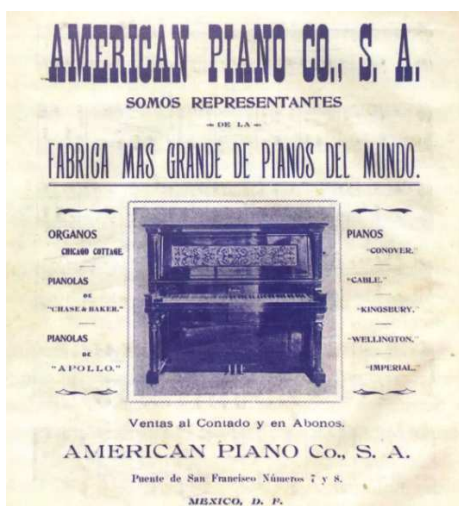 AMERICAN PIANO CO., S. A.
SOMOS REPRESENTANTES
DE LA
FABRICA MAS GRANDE DE PIANOS DEL MUNDO.
ORGANOS
CHICAGO COTTAGE.
PIANOLAS
DE
"CHASE & BAKER."
PIANOLAS
DE
"APOLLO."
PIANOS
"CONOVER."
"CABLE."
"KINGSBURY."
"WELLINGTON."
"IMPERIAL."
Ventas al Contado y en Abonos.
AMERICAN PIANO Co., S. A.
Puente de San Francisco Números 7 y 8.
MEXICO, D. F.